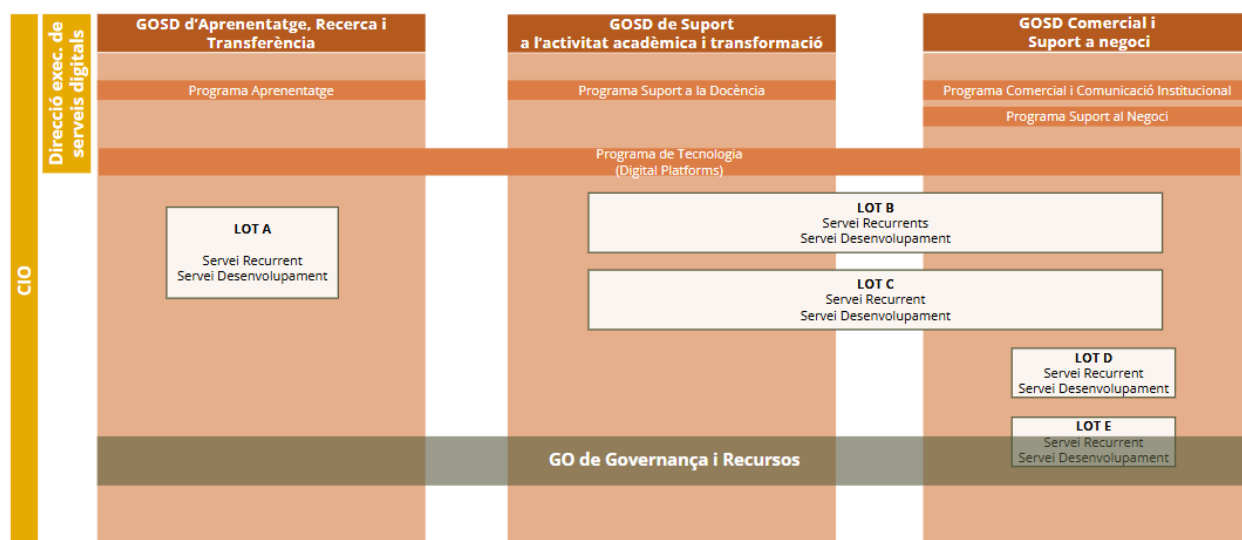 CIO
Direcció exec. de
serveis digitals
GOSD d'Aprenentatge, Recerca i
Transferència
GOSD de Suport
a l'activitat acadèmica i transformació
GOSD Comercial i
Suport a negoci
Programa Aprenentatge
Programa Suport a la Docència
Programa Comercial i Comunicació Institucional
Programa Suport al Negoci
Programa de Tecnologia
(Digital Platforms)
LOT A
Servei Recurrent
Servei Desenvolupament
LOT B
Servei Recurrents
Servei Desenvolupament
LOT C
Servei Recurrent
Servei Desenvolupament
LOT D
Servei Recurrent
Servei Desenvolupament
LOT E
Servei Recurrent
Servei Desenvolupament
GO de Governança i Recursos